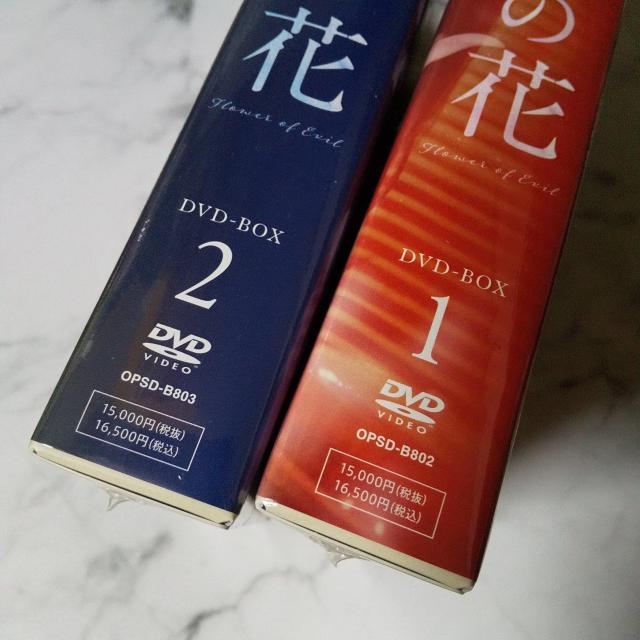 花
Flower of Evil
DVD-BOX
2
DVD
VIDEO™
OPSD-B803
15,000円(税抜)
16,500円(税込)
の
花
Flower of Evil
DVD-BOX
1
DVD
VIDEO™
OPSD-B802
15,000円(税抜)
16,500円(税込)